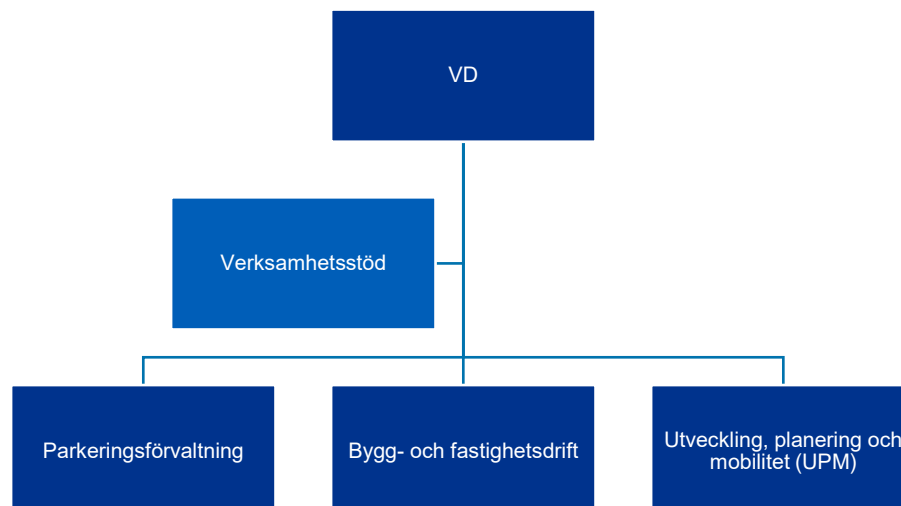 VD
Verksamhetsstöd
Parkeringsförvaltning
Bygg- och fastighetsdrift
Utveckling, planering och
mobilitet (UPM)